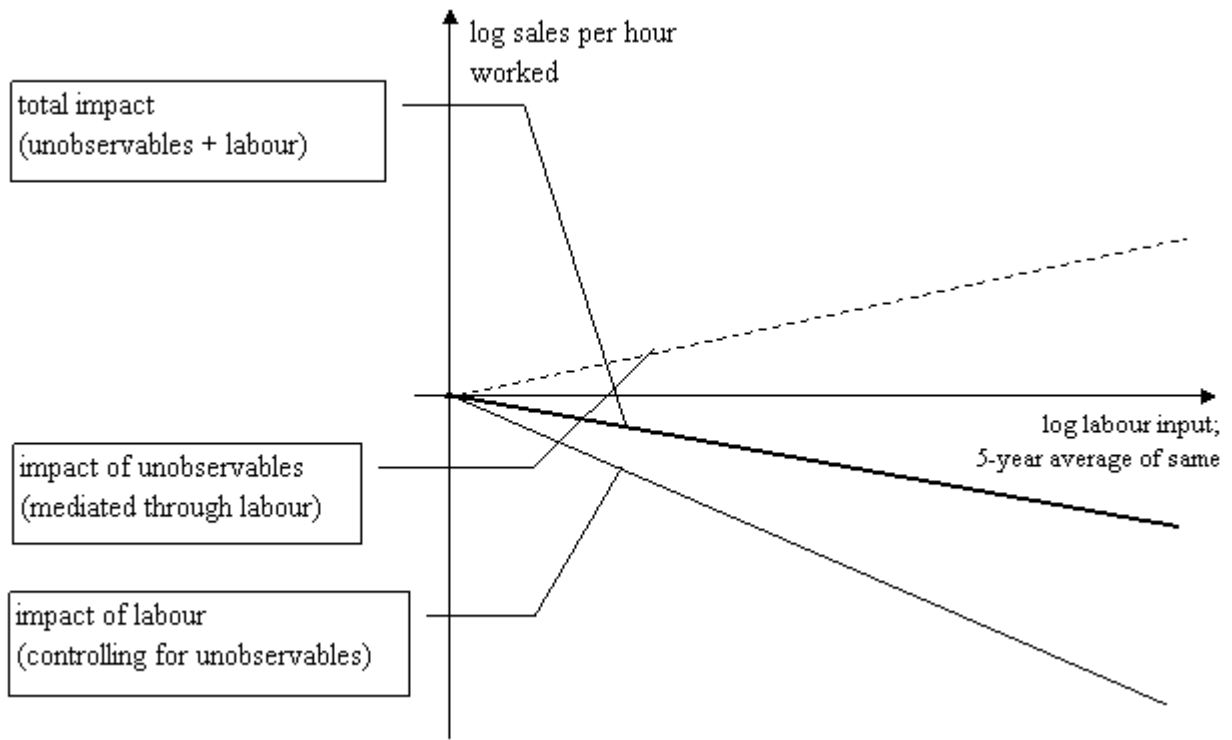 log sales per hour
worked
total impact
(unobservables + labour)
log labour input;
5-year average of same
impact of unobservables
(mediated through labour)
impact of labour
(controlling for unobservables)